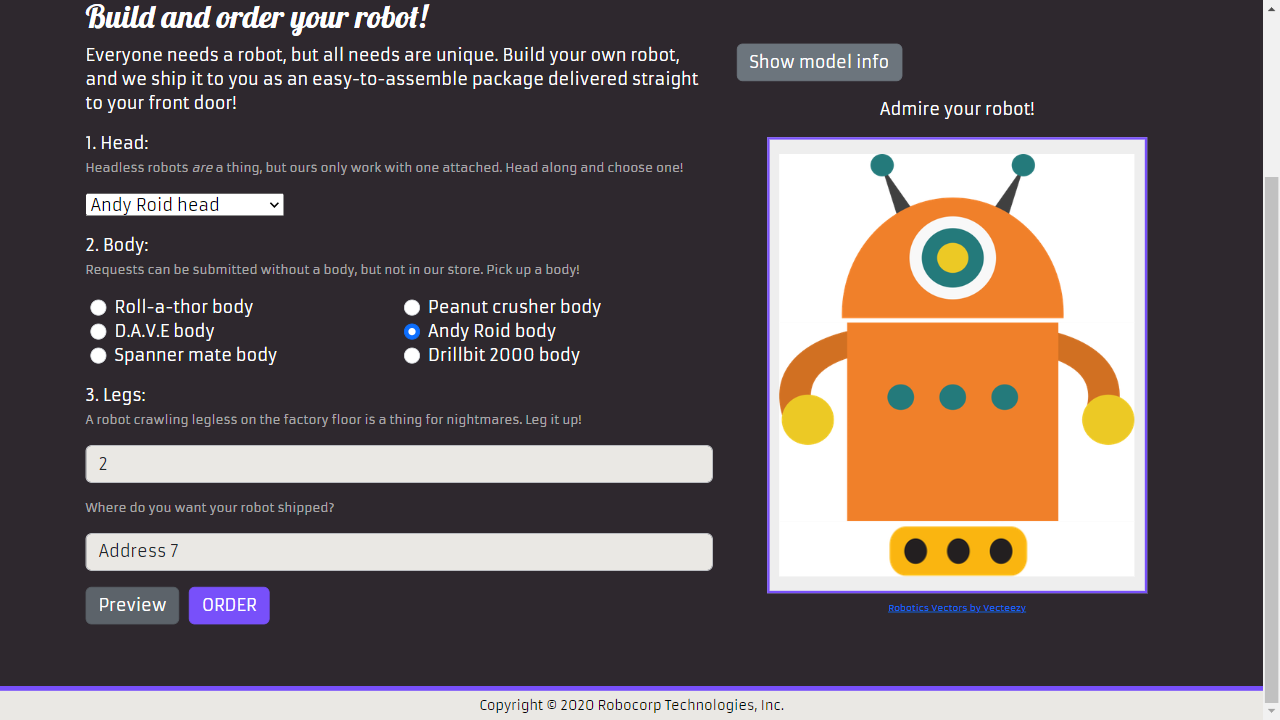 Build and order your robot!
Everyone needs a robot, but all needs are unique. Build your own robot,
and we ship it to you as an easy-to-assemble package delivered straight
to your front door!
1. Head:
Headless robots are a thing, but ours only work with one attached. Head along and choose one!
Andy Roid head
2. Body:
Requests can be submitted without a body, but not in our store. Pick up a body!
Roll-a-thor body
Peanut crusher body
D.A.V.E body
Andy Roid body
Spanner mate body
Drillbit 2000 body
3. Legs:
A robot crawling legless on the factory floor is a thing for nightmares. Leg it up!
2
Where do you want your robot shipped?
Address 7
Preview
ORDER
Show model info
Admire your robot!
Robotics Vectors by Vecteezy
Copyright © 2020 Robocorp Technologies, Inc.